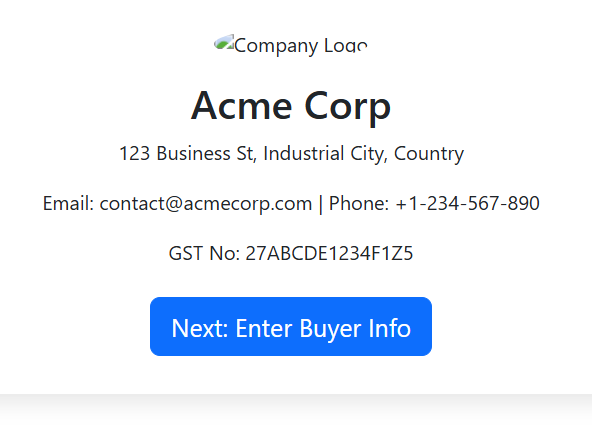 Company Logo
Acme Corp
123 Business St, Industrial City, Country
Email: contact@acmecorp.com | Phone: +1-234-567-890
GST No: 27ABCDE1234F1Z5
Next: Enter Buyer Info